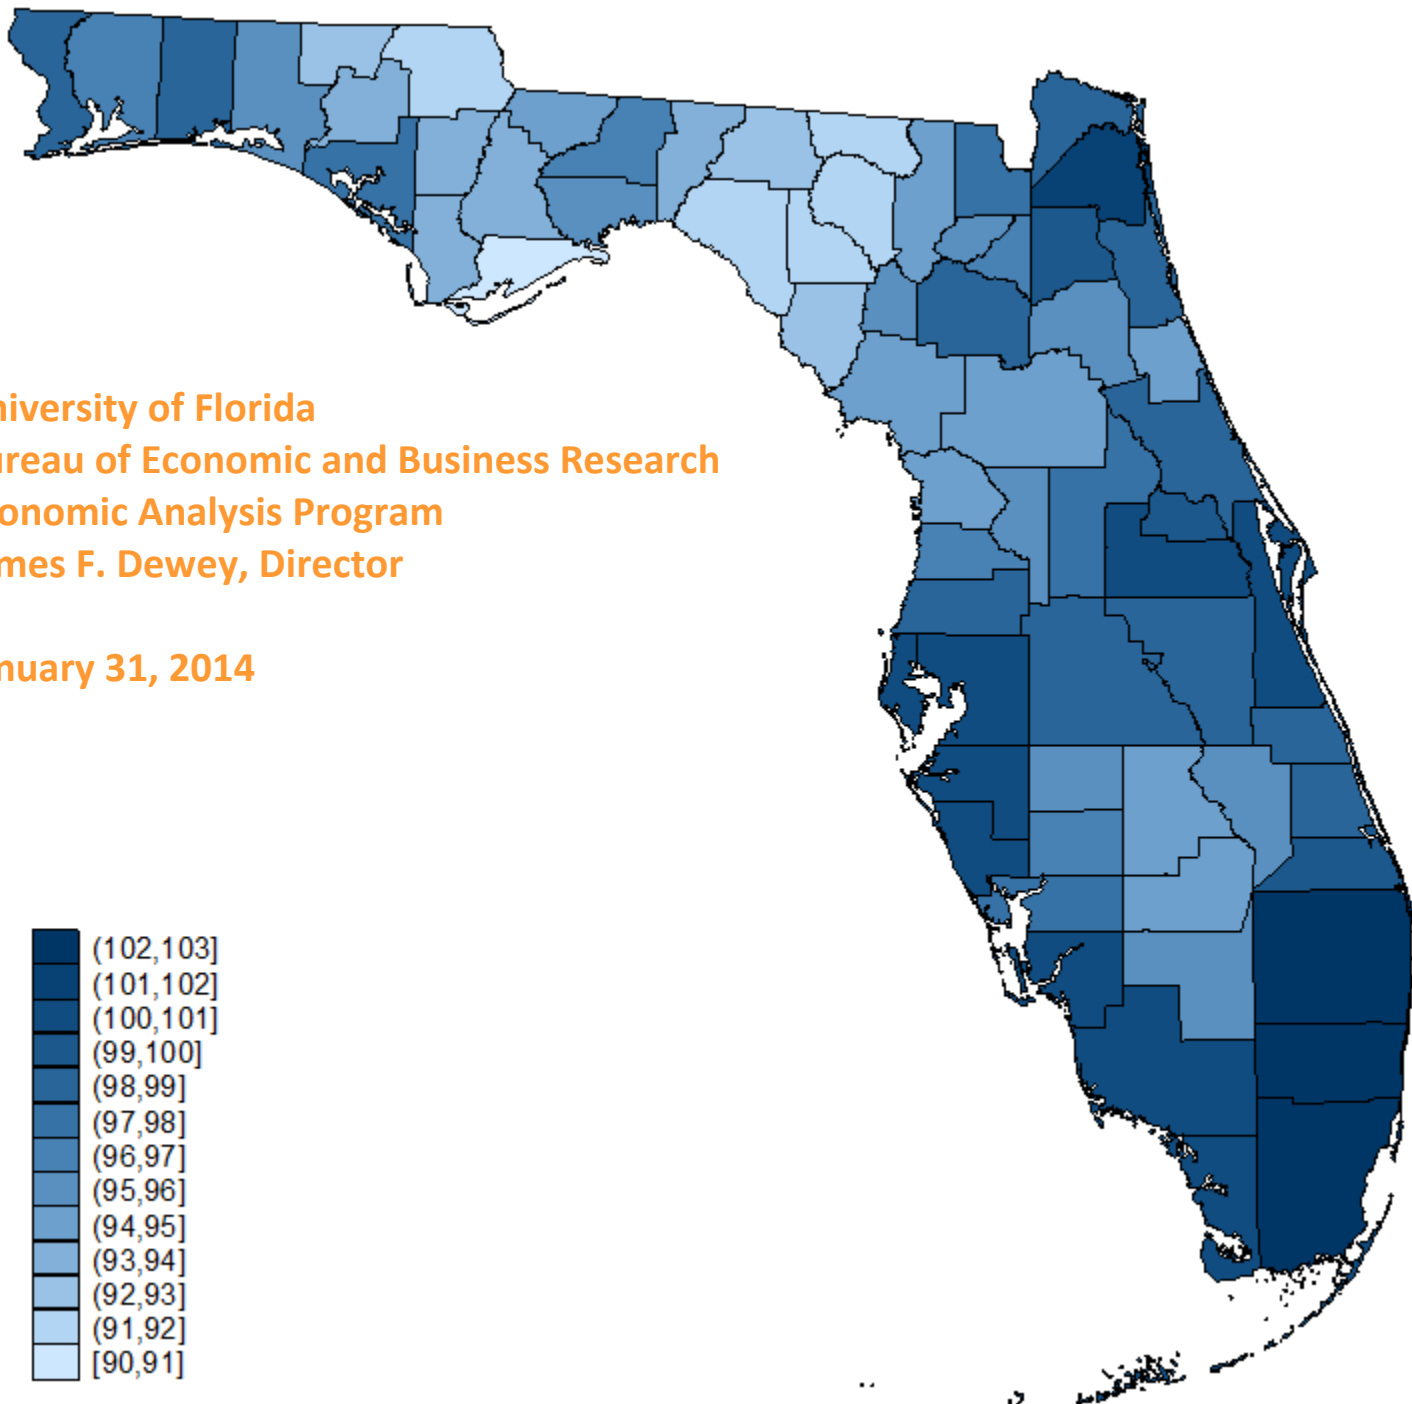 niversity of Florida
ureau of Economic and Business Research
onomic Analysis Program
mes F. Dewey, Director
nuary 31, 2014
(102,103]
(101,102]
(100,101]
(99,100]
(98,99]
(97,98]
(96,97]
(95,96]
(94,95]
(93,94]
(92,93]
(91,92]
[90,91]